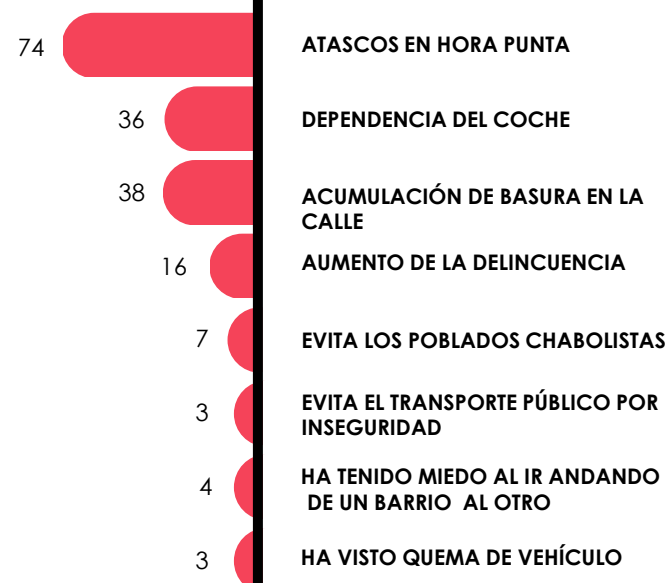 74 ATASCOS EN HORA PUNTA
36 DEPENDENCIA DEL COCHE
38 ACUMULACIÓN DE BASURA EN LA
CALLE
16 AUMENTO DE LA DELINCUENCIA
7 EVITA LOS POBLADOS CHABOLISTAS
3 EVITA EL TRANSPORTE PÚBLICO POR
INSEGURIDAD
4 HA TENIDO MIEDO AL IR ANDANDO
DE UN BARRIO AL OTRO
3 HA VISTO QUEMA DE VEHÍCULO